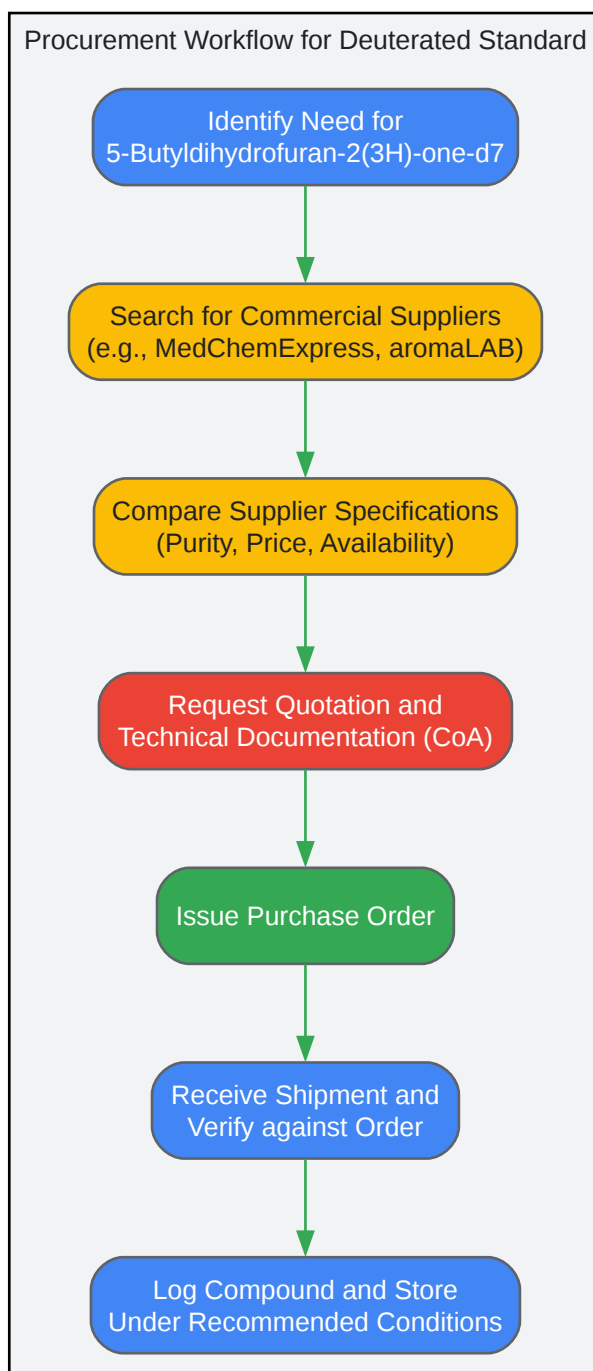 Procurement Workflow for Deuterated Standard
Identify Need for
5-Butyldihydrofuran-2(3H)-one-d7
Search for Commercial Suppliers
(e.g., MedChemExpress, aromaLAB)
Compare Supplier Specifications
(Purity, Price, Availability)
Request Quotation and
Technical Documentation (CoA)
Issue Purchase Order
Receive Shipment and
Verify against Order
Log Compound and Store
Under Recommended Conditions